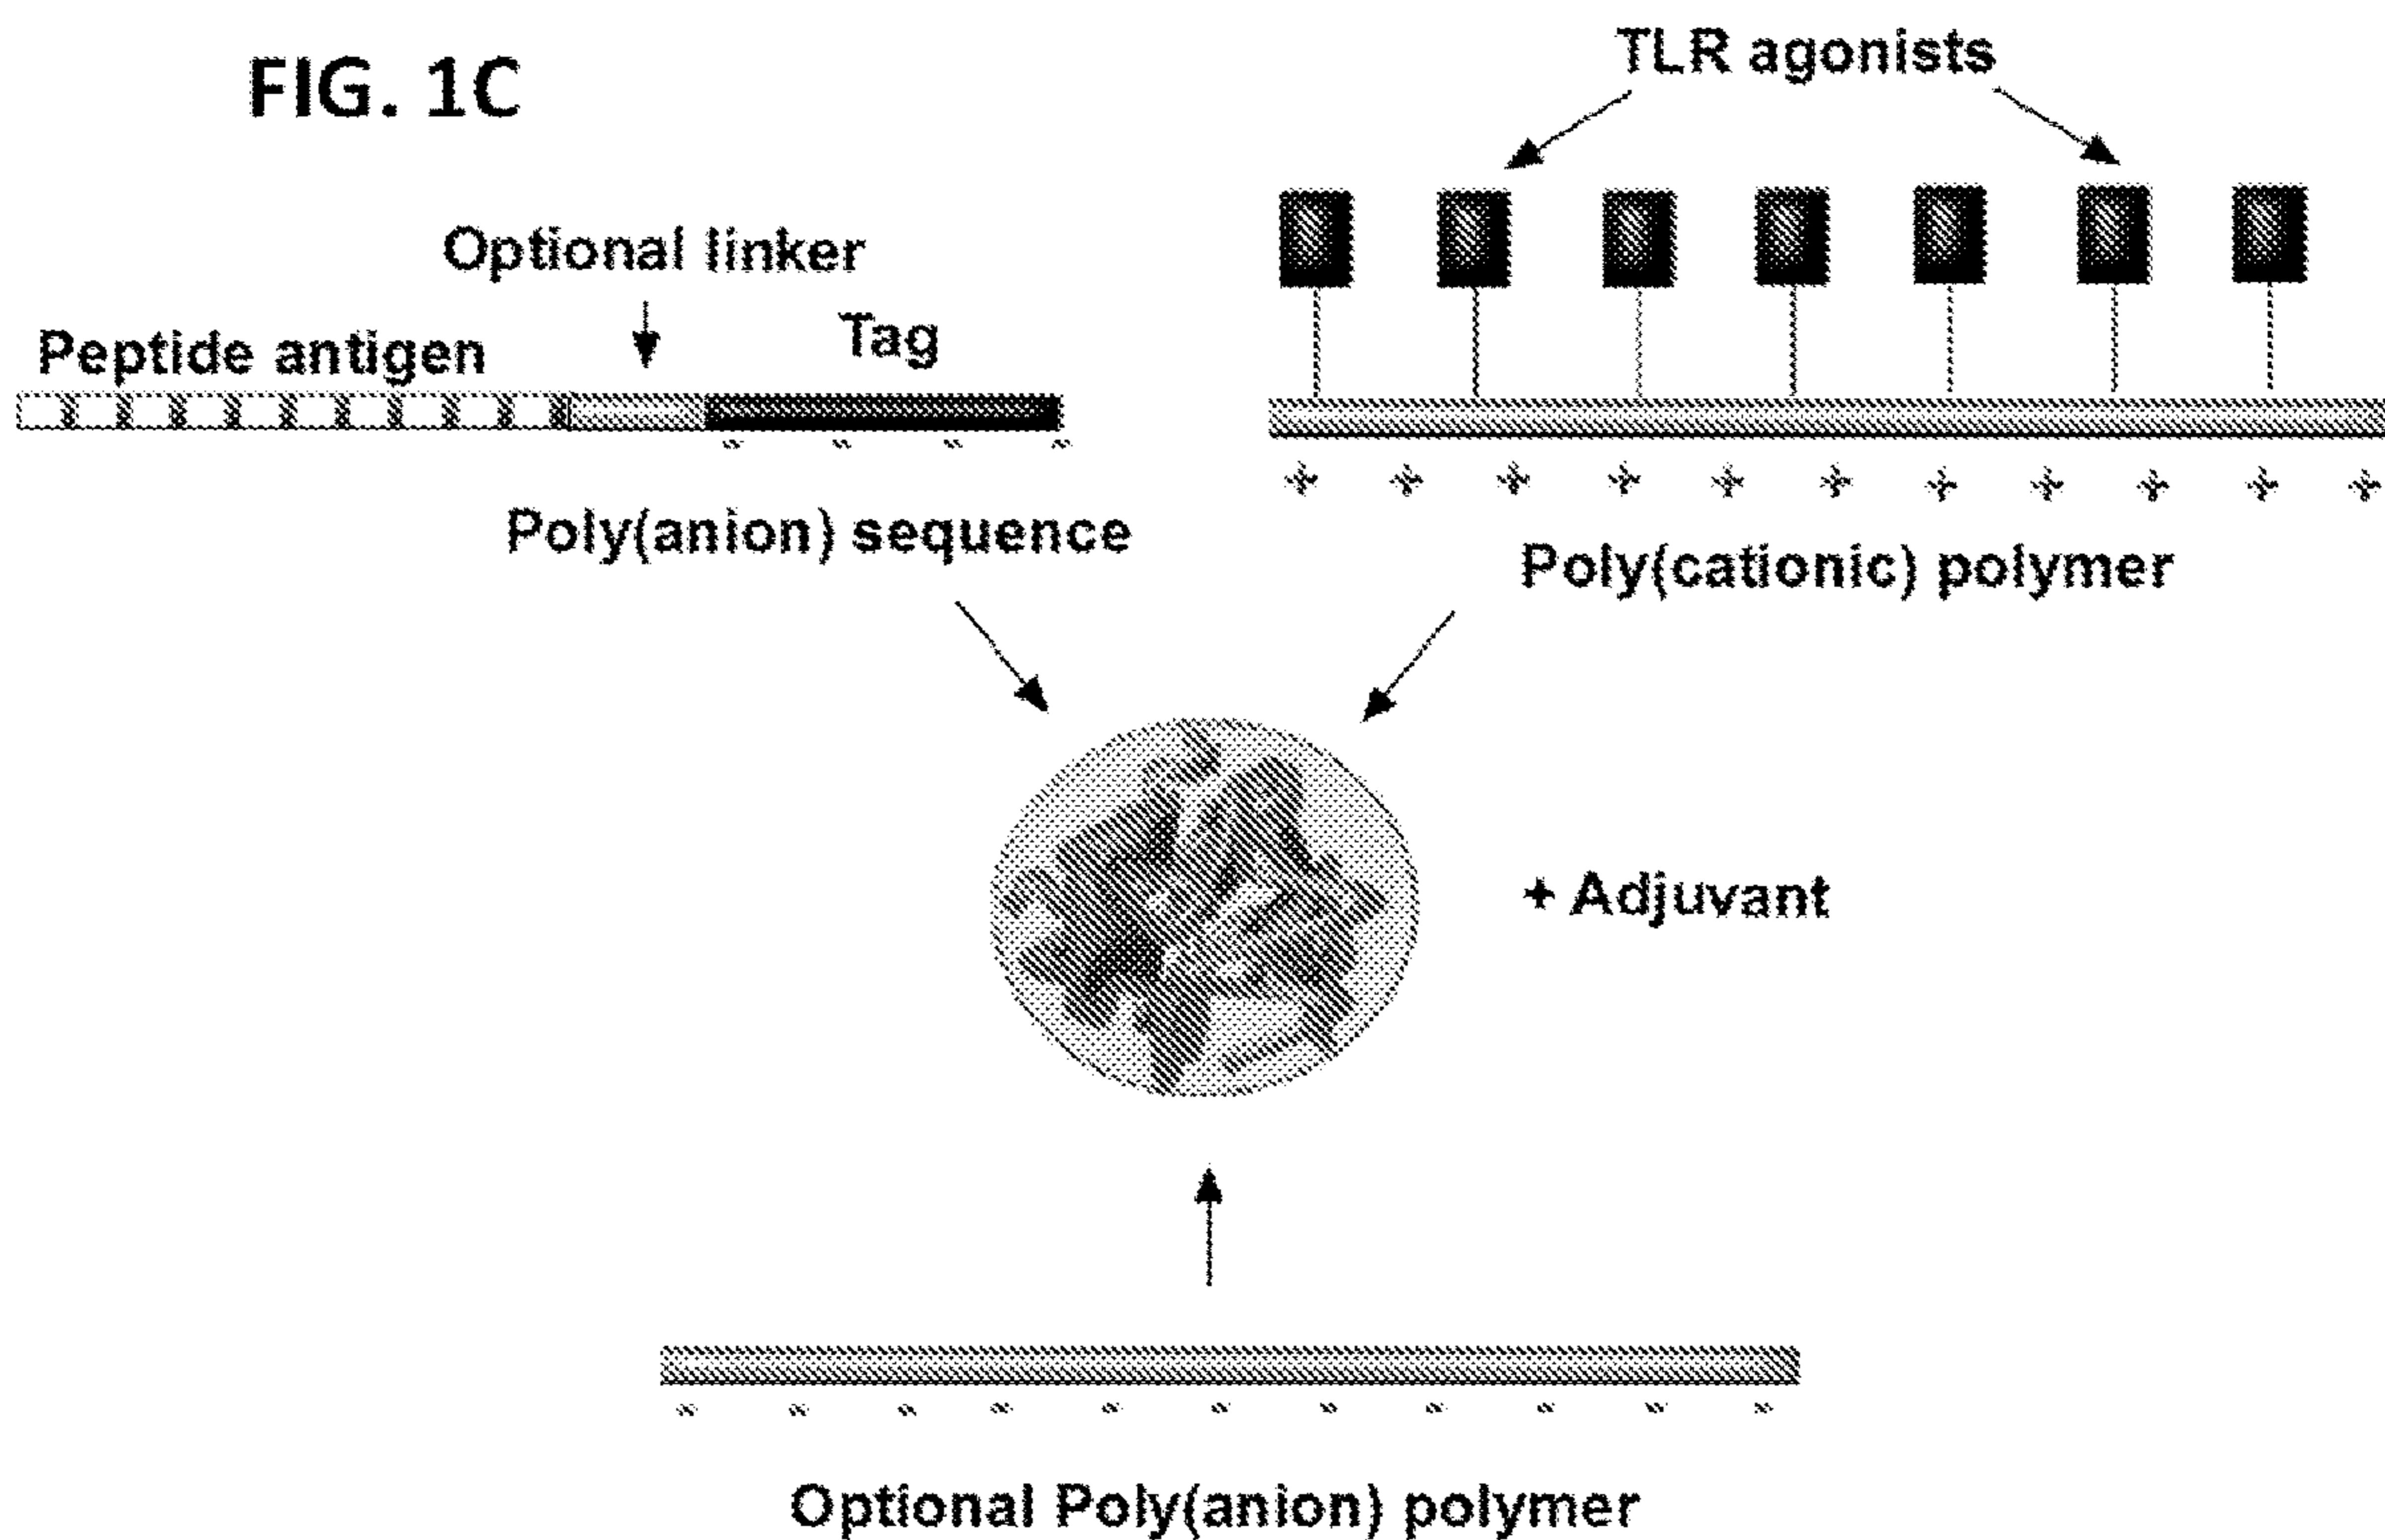 FIG. 1C
TLR agonists
Optional linker
Peptide antigen
Tag
Poly(anion) sequence
Poly(cationic) polymer
+ Adjuvant
Optional Poly(anion) polymer